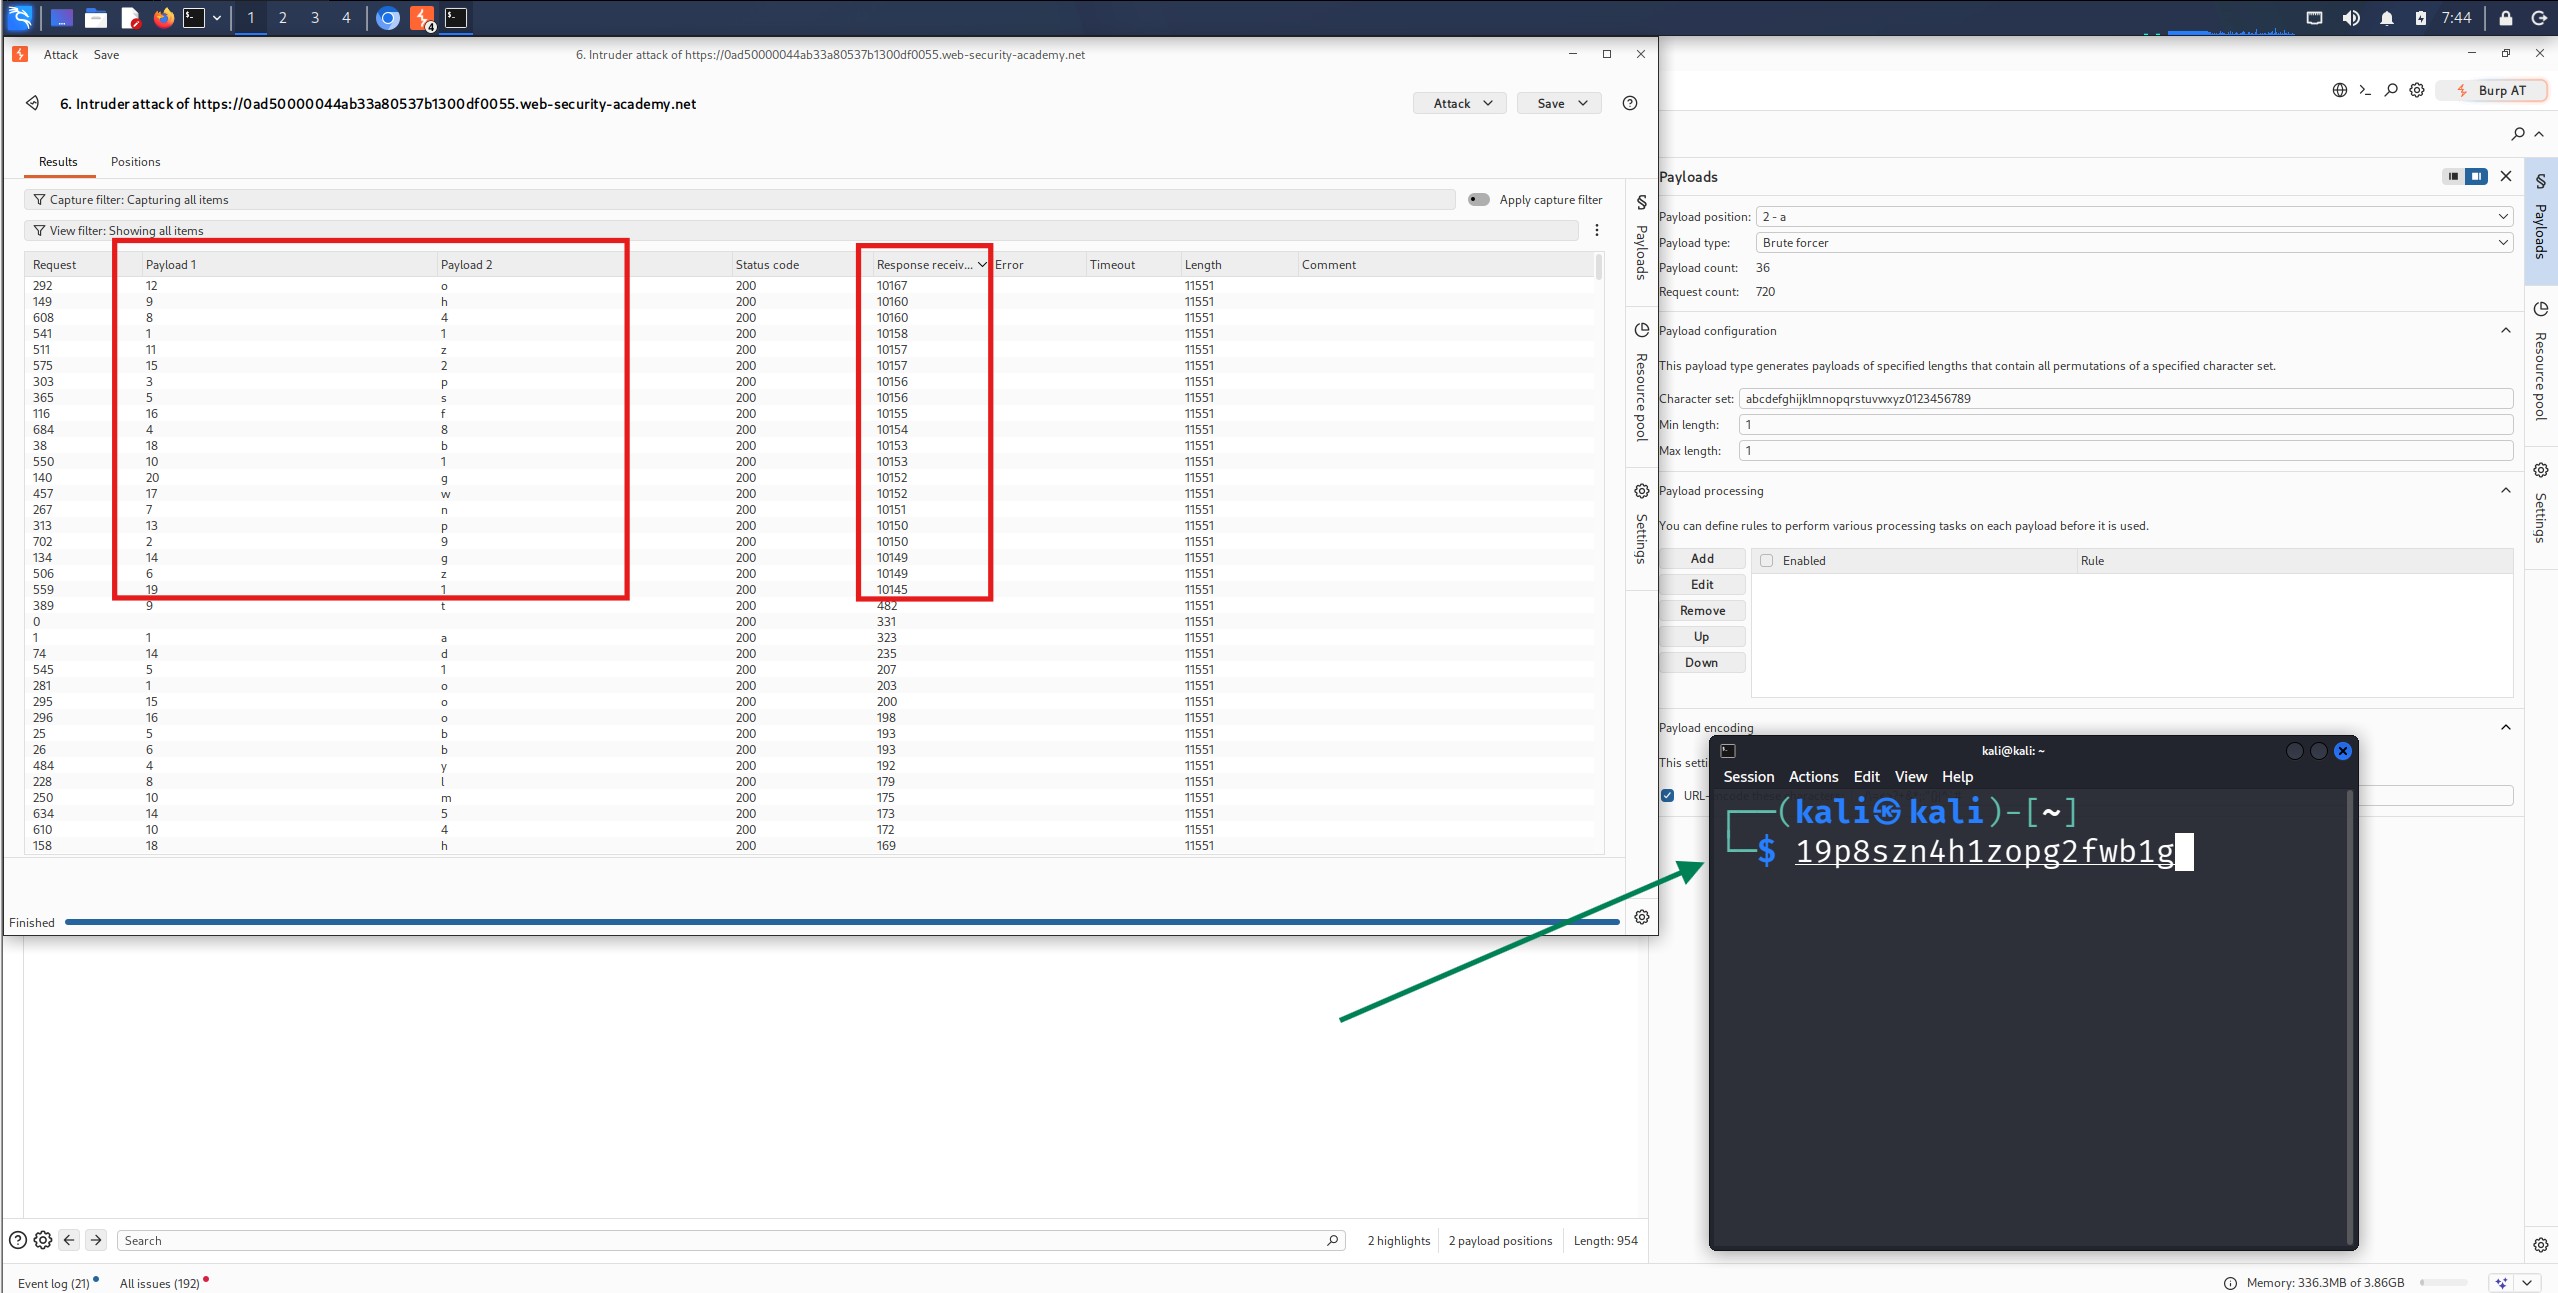 1 2 3 4 4 7:44
Attack Save 6. Intruder attack of https://0ad50000044ab33a80537b1300df0055.web-security-academy.net
6. Intruder attack of https://0ad50000044ab33a80537b1300df0055.web-security-academy.net Attack Save
Burp AT
Results Positions
Capture filter: Capturing all items Apply capture filter
View filter: Showing all items
Request Payload 1 Payload 2 Status code Response receiv... Error Timeout Length Comment
292 12 o 200 10167 11551
149 9 h 200 10160 11551
608 8 4 200 10160 11551
541 1 1 200 10158 11551
511 11 z 200 10157 11551
575 15 2 200 10157 11551
303 3 p 200 10156 11551
365 5 s 200 10156 11551
116 16 f 200 10155 11551
684 4 8 200 10154 11551
38 18 b 200 10153 11551
550 10 1 200 10153 11551
140 20 g 200 10152 11551
457 17 w 200 10152 11551
267 7 n 200 10151 11551
313 13 p 200 10150 11551
702 2 9 200 10150 11551
134 14 g 200 10149 11551
506 6 z 200 10149 11551
559 19 1 200 10145 11551
389 9 t 200 482 11551
0 200 331 11551
1 1 a 200 323 11551
74 14 d 200 235 11551
545 5 1 200 207 11551
281 1 o 200 203 11551
295 15 o 200 200 11551
296 16 o 200 198 11551
25 5 b 200 193 11551
26 6 b 200 193 11551
484 4 y 200 192 11551
228 8 l 200 179 11551
250 10 m 200 175 11551
634 14 5 200 173 11551
610 10 4 200 172 11551
158 18 h 200 169 11551
Finished
Payloads
Resource pool
Settings
Payloads
Payload position: 2 - a
Payload type: Brute forcer
Payload count: 36
Request count: 720
Payload configuration
This payload type generates payloads of specified lengths that contain all permutations of a specified character set.
Character set: abcdefghijklmnopqrstuvwxyz0123456789
Min length: 1
Max length: 1
Payload processing
You can define rules to perform various processing tasks on each payload before it is used.
Add
Edit
Remove
Up
Down
Enabled Rule
Payload encoding
This setti
URL-
Payloads
Resource pool
Settings
kali@kali: ~
Session Actions Edit View Help
(kali㉿kali)-[~]
$ 19p8szn4h1zopg2fwb1g
Search 2 highlights 2 payload positions Length: 954
Event log (21) All issues (192) Memory: 336.3MB of 3.86GB